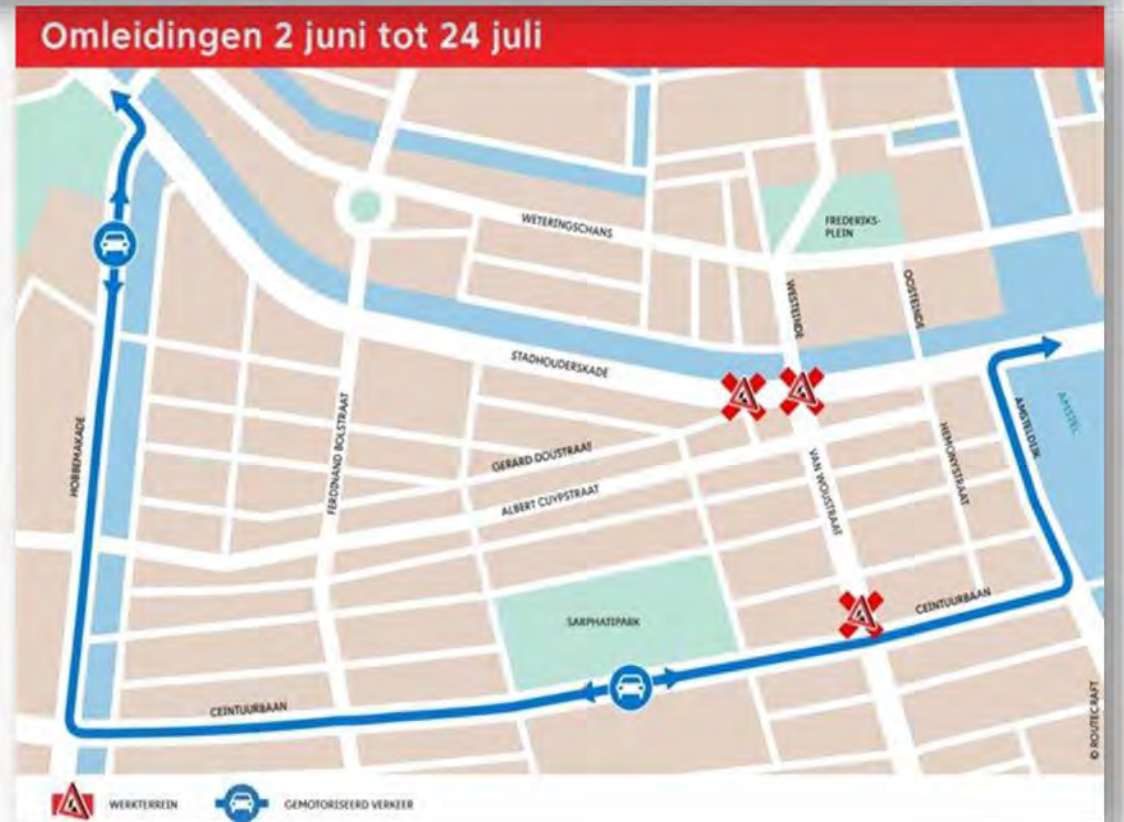 Omleidingen 2 juni tot 24 juli
WETERINGSCHANS
FREDERIKS-
PLEIN
WESTEINDE
OOSTEINDE
STADHOUDERSKADE
AMSTEL
AMSTELDIJK
HOBBEMAKADE
FERDINAND BOLSTRAAT
GERARD DOUSTRAAT
ALBERT CUYPSTRAAT
VAN WOUSTRAAT
HEMONYSTRAAT
CEINTUURBAAN
SARPHATIPARK
CEINTUURBAAN
© ROUTECRAFT
WERKTERREIN
GEMOTORISEERD VERKEER